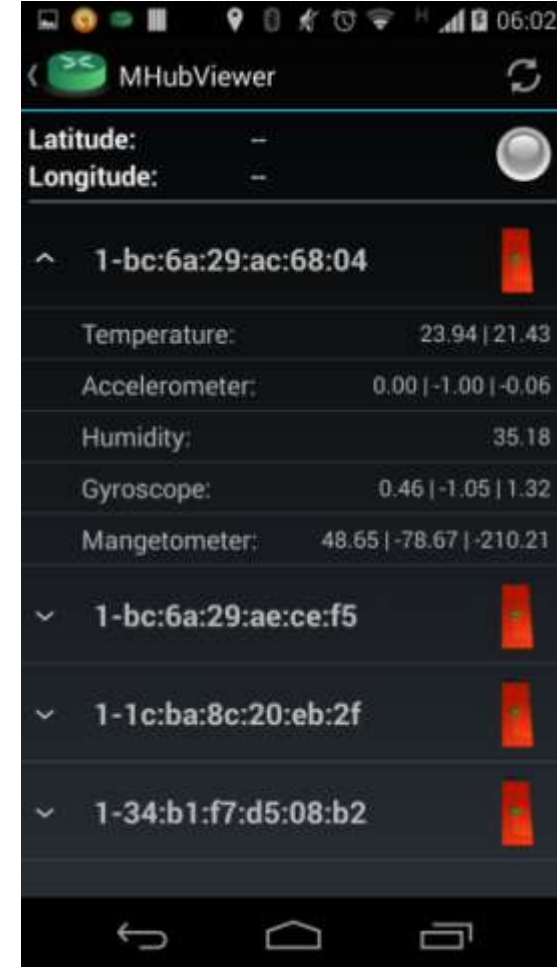 H 06:02
MHubViewer
Latitude: --
Longitude: --
1-bc:6a:29:ac:68:04
Temperature: 23.94 | 21.43
Accelerometer: 0.00 | -1.00 | -0.06
Humidity: 35.18
Gyroscope: 0.46 | -1.05 | 1.32
Mangetometer: 48.65 | -78.67 | -210.21
1-bc:6a:29:ae:ce:f5
1-1c:ba:8c:20:eb:2f
1-34:b1:f7:d5:08:b2